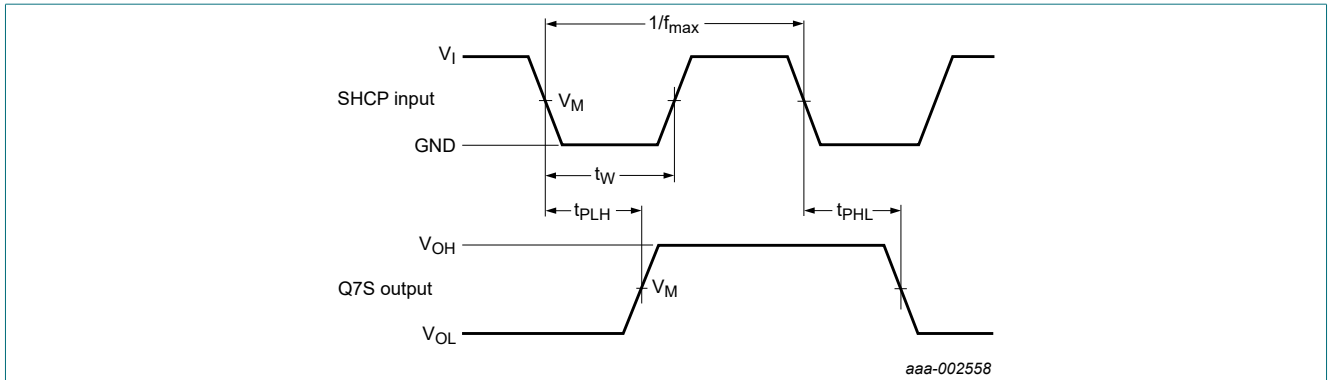 1/fmax
VI
SHCP input
VM
GND
tW
tPLH
tPHL
VOH
Q7S output
VM
VOL
aaa-002558